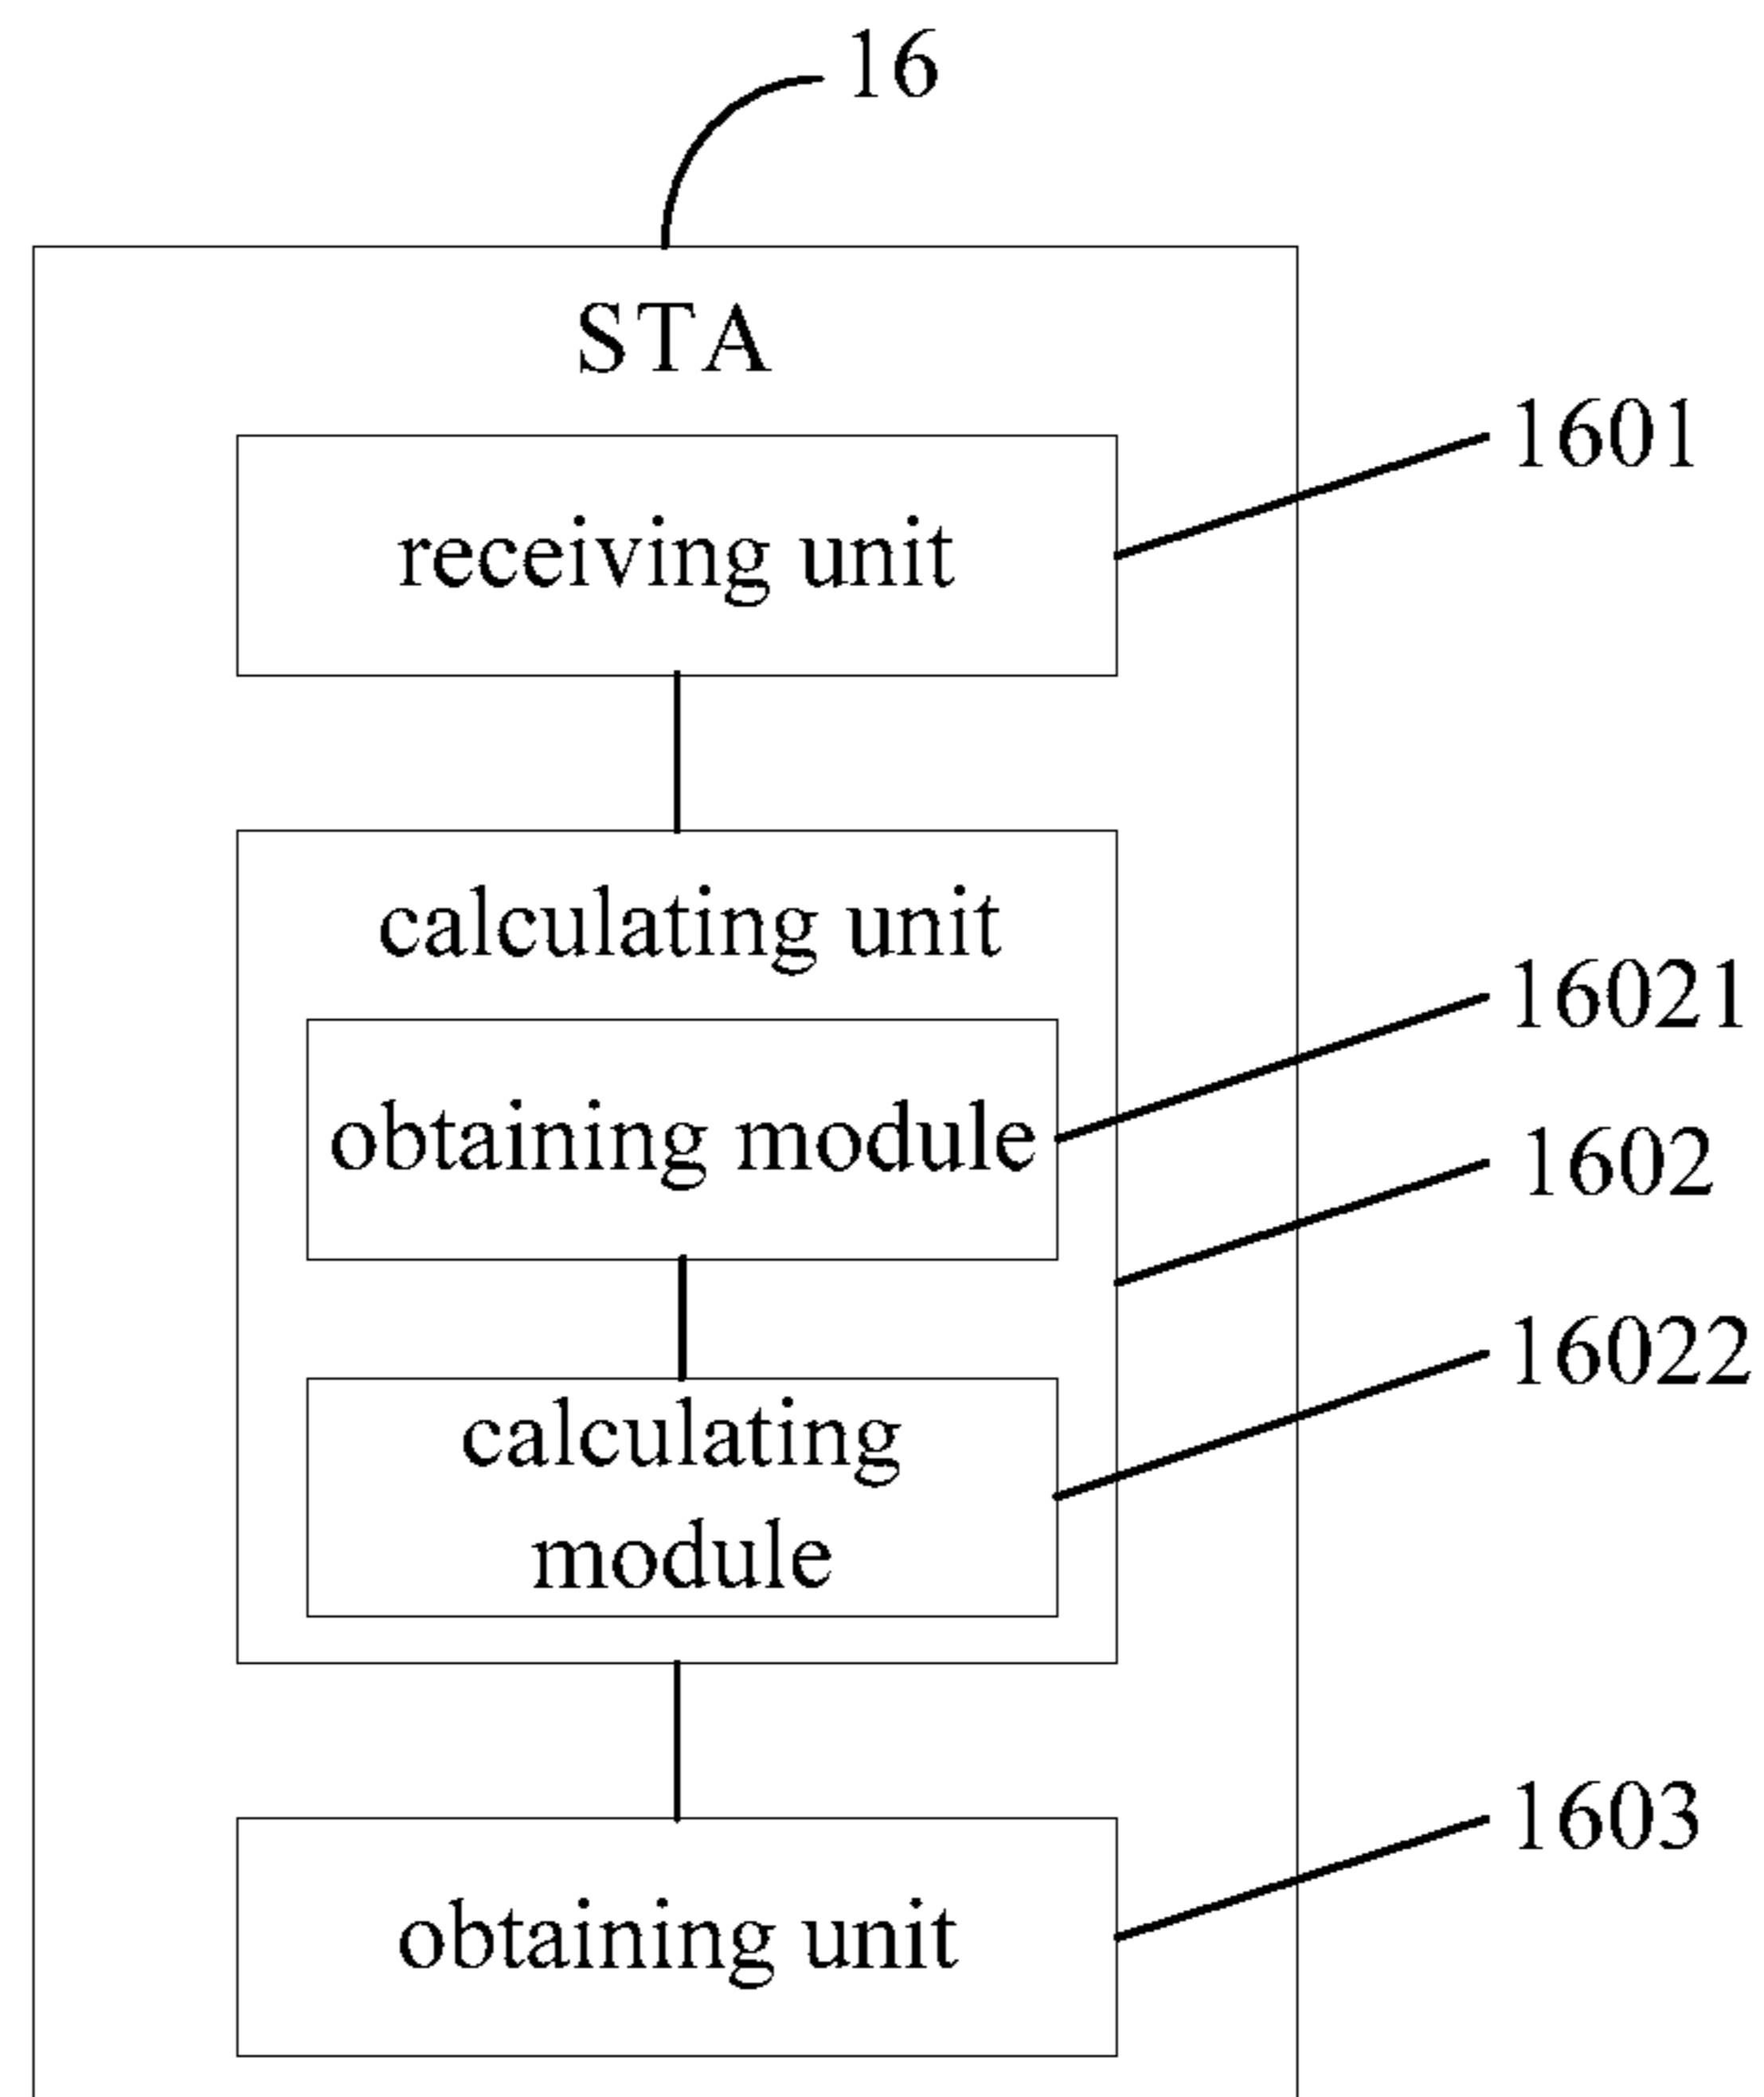 16
STA
1601
receiving unit
calculating unit
16021
obtaining module
1602
16022
calculating
module
1603
obtaining unit